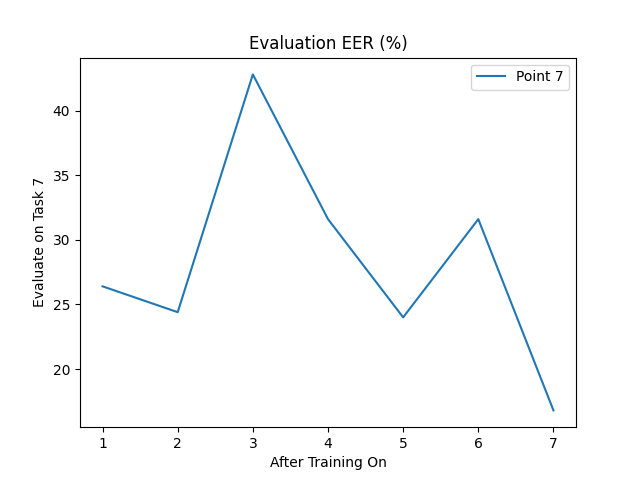 Evaluation EER (%)
Point 7
40
35
30
25
20
Evaluate on Task 7
1 2 3 4 5 6 7
After Training On